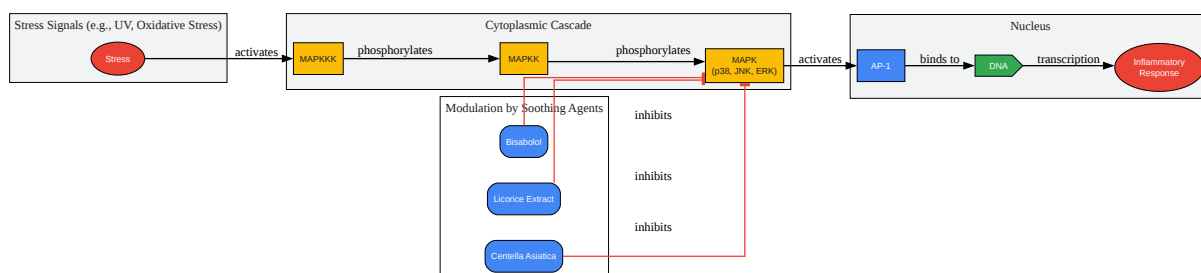 Stress Signals (e.g., UV, Oxidative Stress)
Cytoplasmic Cascade
Nucleus
Stress
activates
MAPKKK
phosphorylates
MAPKK
phosphorylates
MAPK
(p38, JNK, ERK)
activates
AP-1
binds to
DNA
transcription
Inflammatory
Response
Modulation by Soothing Agents
inhibits
Bisabolol
inhibits
Licorice Extract
inhibits
Centella Asiatica